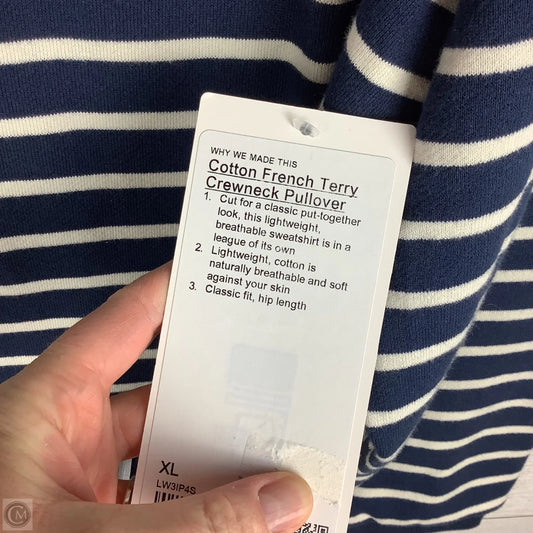 WHY WE MADE THIS
Cotton French Terry
Crewneck Pullover
1. Cut for a classic put-together
look, this lightweight,
breathable sweatshirt is in a
league of its own
2. Lightweight, cotton is
naturally breathable and soft
against your skin
3. Classic fit, hip length
XL
LW3IP4S